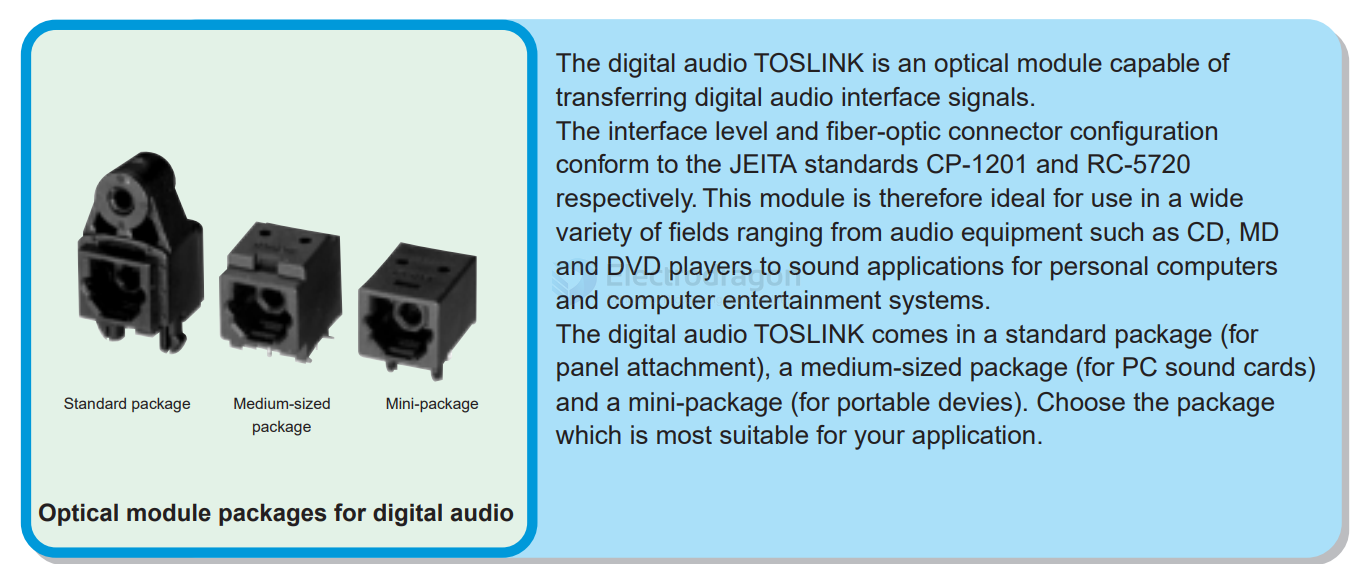 The digital audio TOSLINK is an optical module capable of
transferring digital audio interface signals.
The interface level and fiber-optic connector configuration
conform to the JEITA standards CP-1201 and RC-5720
respectively. This module is therefore ideal for use in a wide
variety of fields ranging from audio equipment such as CD, MD
and DVD players to sound applications for personal computers
and computer entertainment systems.
The digital audio TOSLINK comes in a standard package (for
panel attachment), a medium-sized package (for PC sound cards)
and a mini-package (for portable devies). Choose the package
which is most suitable for your application.
Electrodragon
Standard package
Medium-sized
package
Mini-package
Optical module packages for digital audio